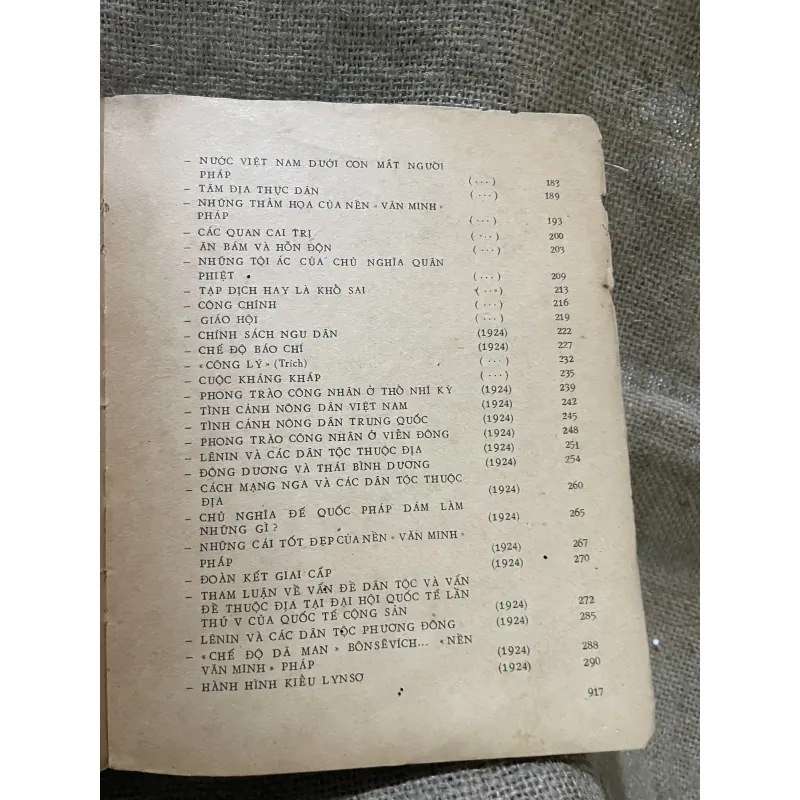 — NƯỚC VIỆT NAM DƯỚI CON MẮT NGƯỜI
PHÁP (...) 183
— TÂM ĐỊA THỰC DÂN (...) 189
— NHỮNG THẢM HỌA CỦA NỀN « VĂN MINH »
PHÁP (...) 193
— CÁC QUAN CAI TRỊ (...) 200
— ĂN BÁM VÀ HỖN ĐỘN (...) 203
— NHỮNG TỘI ÁC CỦA CHỦ NGHĨA QUÂN
PHIỆT (...) 209
— TẠP DỊCH HAY LÀ KHỔ SAI (...) 213
— CÔNG CHÍNH (...) 216
— GIÁO HỘI (...) 219
— CHÍNH SÁCH NGU DÂN (1924) 222
— CHẾ ĐỘ BÁO CHÍ (1924) 227
— «CÔNG LÝ» (Trích) (...) 232
— CUỘC KHÁNG KHÁP (...) 235
— PHONG TRÀO CÔNG NHÂN Ở THỔ NHĨ KỲ (1924) 239
— TÌNH CẢNH NÔNG DÂN VIỆT NAM (1924) 242
— TÌNH CẢNH NÔNG DÂN TRUNG QUỐC (1924) 245
— PHONG TRÀO CÔNG NHÂN Ở VIỄN ĐÔNG (1924) 248
— LÊNIN VÀ CÁC DÂN TỘC THUỘC ĐỊA (1924) 251
— ĐÔNG DƯƠNG VÀ THÁI BÌNH DƯƠNG (1924) 254
— CÁCH MẠNG NGA VÀ CÁC DÂN TỘC THUỘC
ĐỊA (1924) 260
— CHỦ NGHĨA ĐẾ QUỐC PHÁP DÁM LÀM
NHỮNG GÌ ? (1924) 265
— NHỮNG CÁI TỐT ĐẸP CỦA NỀN « VĂN MINH »
PHÁP (1924) 267
— ĐOÀN KẾT GIAI CẤP (1924) 270
— THAM LUẬN VỀ VẤN ĐỀ DÂN TỘC VÀ VẤN
ĐỀ THUỘC ĐỊA TẠI ĐẠI HỘI QUỐC TẾ LẦN
THỨ V CỦA QUỐC TẾ CỘNG SẢN (1924) 272
— LÊNIN VÀ CÁC DÂN TỘC PHƯƠNG ĐÔNG (1924) 285
— «CHẾ ĐỘ DÃ MAN » BÔNSÊVÍCH... «NỀN
VĂN MINH » PHÁP (1924) 288
— HÀNH HÌNH KIỂU LYNSƠ (1924) 290
917